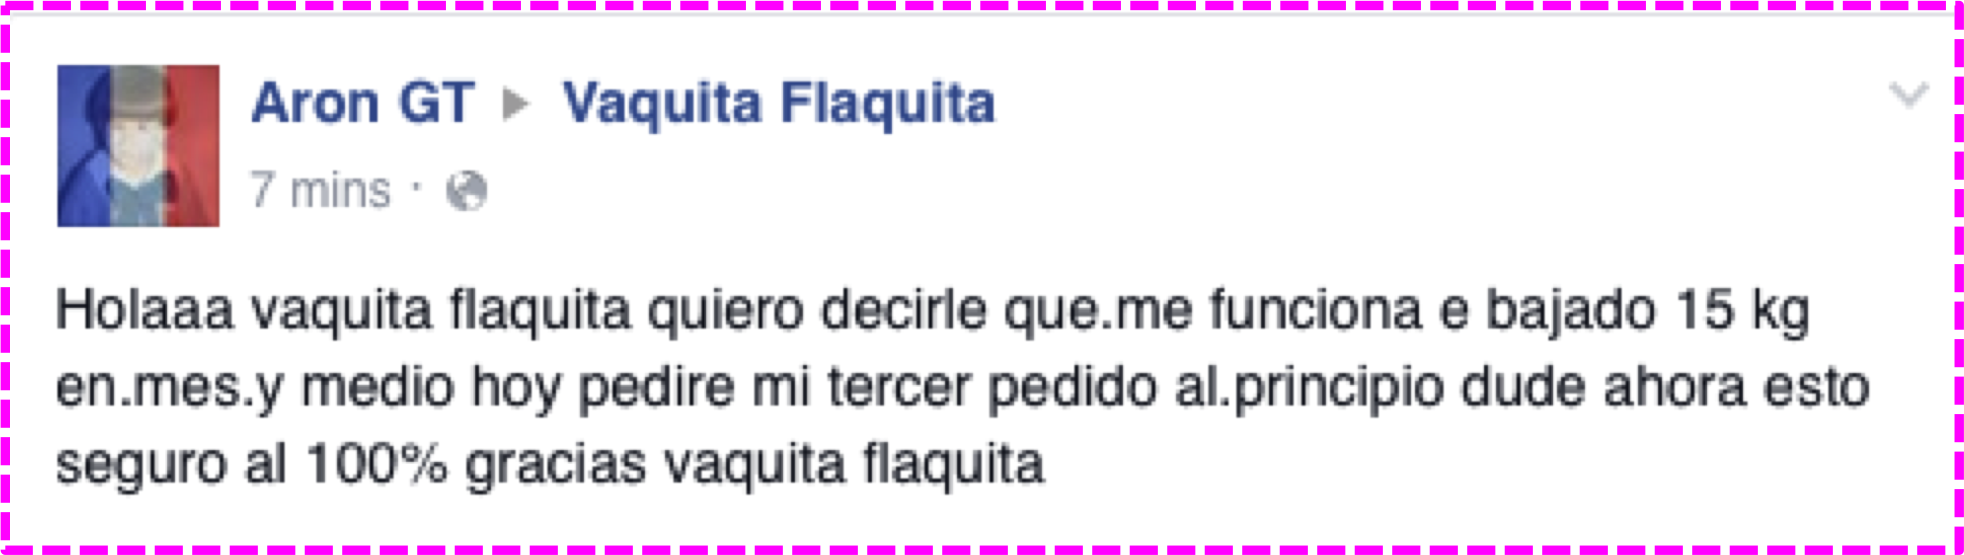 Aron GT ▶ Vaquita Flaquita
7 mins ·
Holaaa vaquita flaquita quiero decirle que.me funciona e bajado 15 kg
en.mes.y medio hoy pedire mi tercer pedido al.principio dude ahora esto
seguro al 100% gracias vaquita flaquita